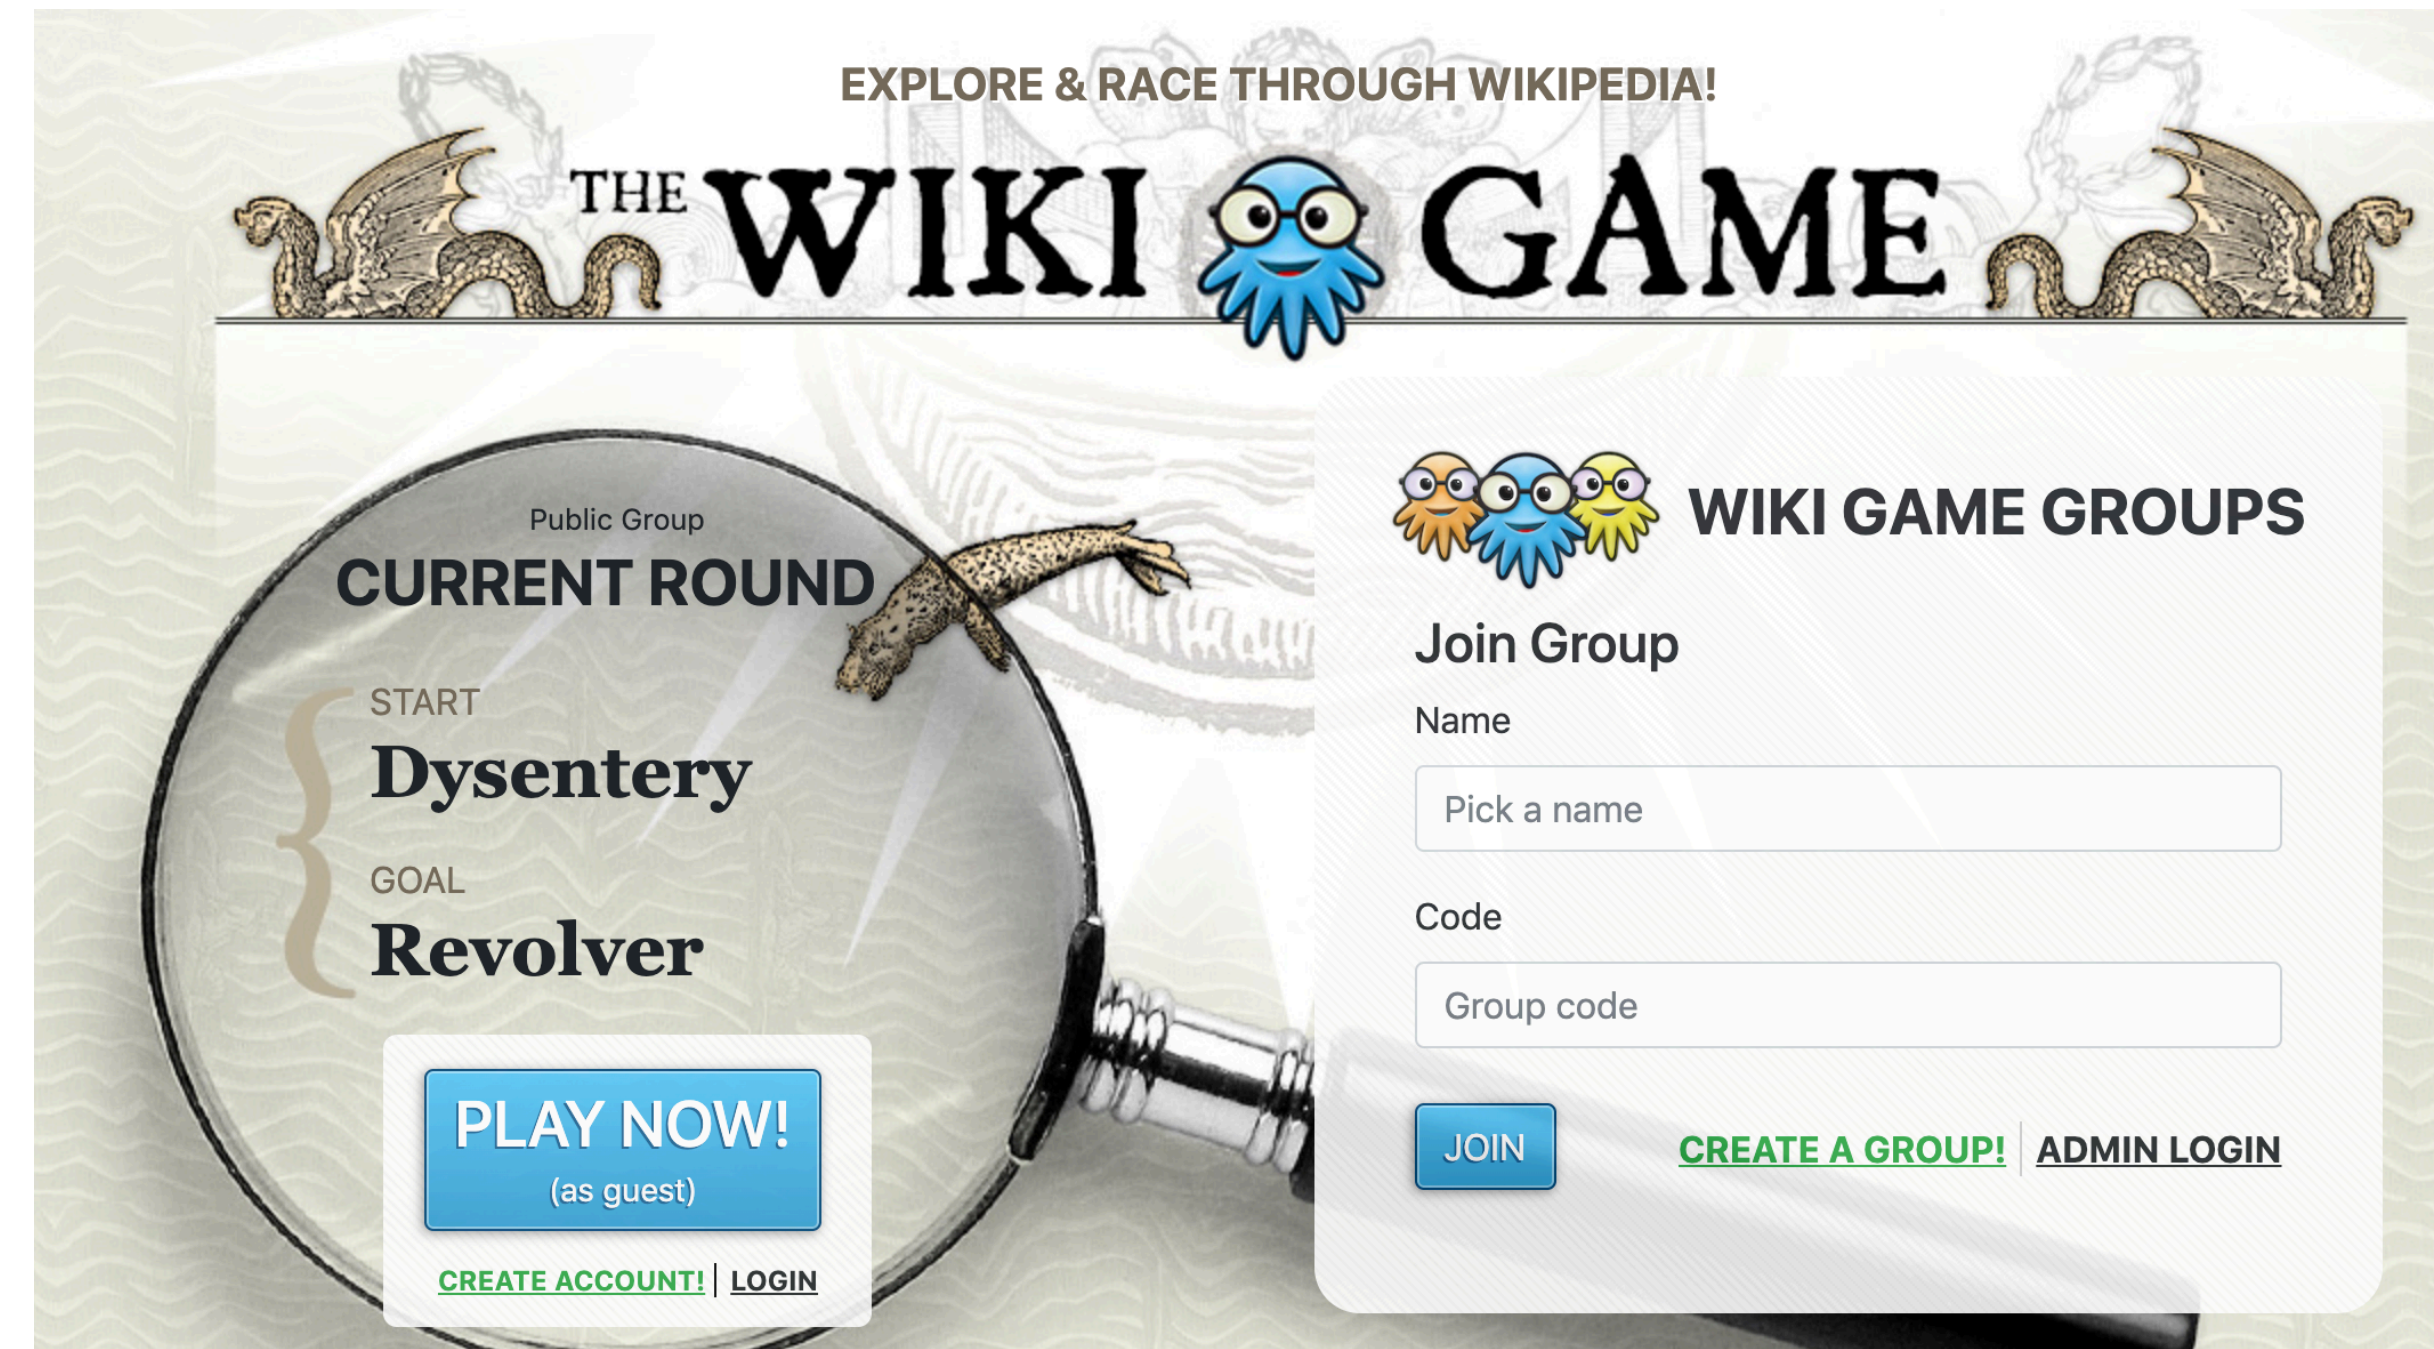 EXPLORE & RACE THROUGH WIKIPEDIA!
THE WIKI GAME
Public Group
CURRENT ROUND
START
Dysentery
GOAL
Revolver
PLAY NOW!
(as guest)
CREATE ACCOUNT! | LOGIN
WIKI GAME GROUPS
Join Group
Name
Pick a name
Code
Group code
JOIN
CREATE A GROUP! | ADMIN LOGIN